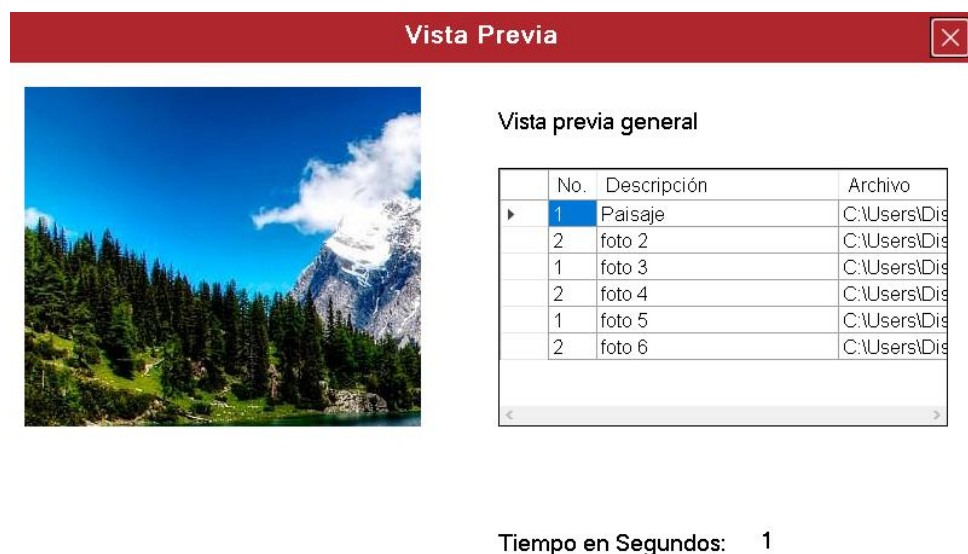 Vista Previa
Vista previa general
No. Descripción Archivo
1 Paisaje C:\Users\Dis
2 foto 2 C:\Users\Dis
1 foto 3 C:\Users\Dis
2 foto 4 C:\Users\Dis
1 foto 5 C:\Users\Dis
2 foto 6 C:\Users\Dis
Tiempo en Segundos: 1